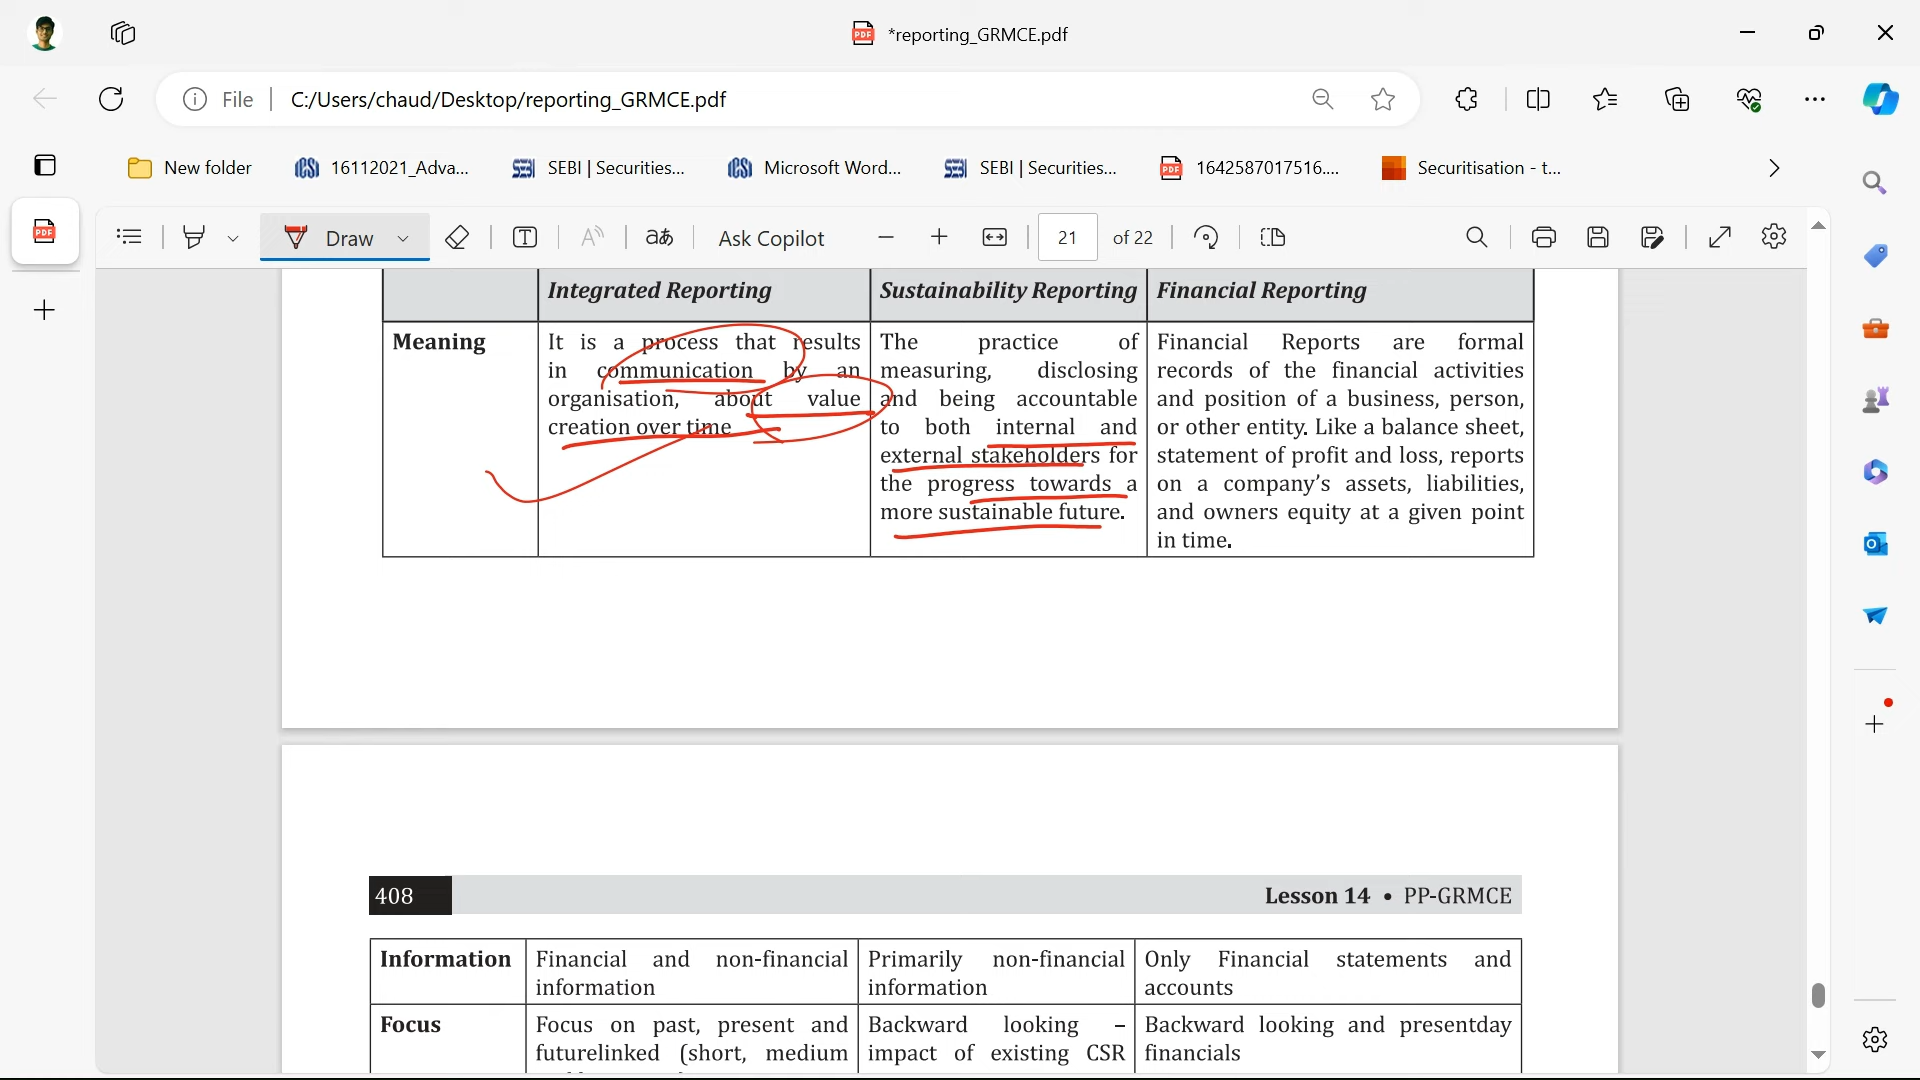 *reporting_GRMCE.pdf
File
C:/Users/chaud/Desktop/reporting_GRMCE.pdf
New folder
16112021_Adva...
SEBI | Securities...
Microsoft Word...
SEBI | Securities...
1642587017516....
Securitisation - t...
Draw
Ask Copilot
21 of 22
Integrated Reporting
Sustainability Reporting
Financial Reporting
Meaning
It is a process that results
in communication by an
organisation, about value
creation over time
The practice of
measuring, disclosing
and being accountable
to both internal and
external stakeholders for
the progress towards a
more sustainable future.
Financial Reports are formal
records of the financial activities
and position of a business, person,
or other entity. Like a balance sheet,
statement of profit and loss, reports
on a company's assets, liabilities,
and owners equity at a given point
in time.
408
Lesson 14 • PP-GRMCE
Information
Financial and non-financial
information
Primarily non-financial
information
Only Financial statements and
accounts
Focus
Focus on past, present and
futurelinked (short, medium
Backward looking –
impact of existing CSR
Backward looking and presentday
financials